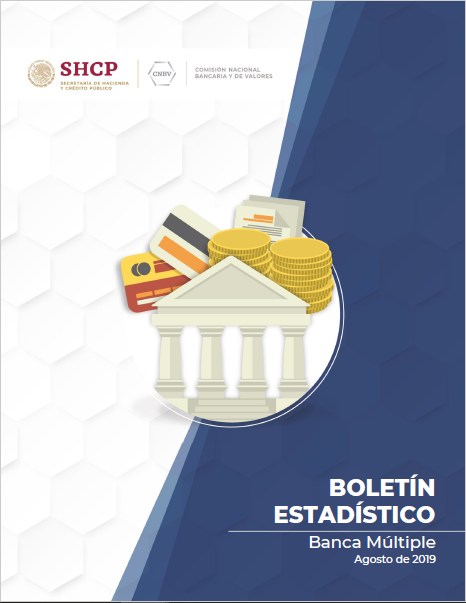 SHCP
SECRETARÍA DE HACIENDA
Y CRÉDITO PÚBLICO
CNBV
COMISIÓN NACIONAL
BANCARIA Y DE VALORES
BOLETÍN
ESTADÍSTICO
Banca Múltiple
Agosto de 2019